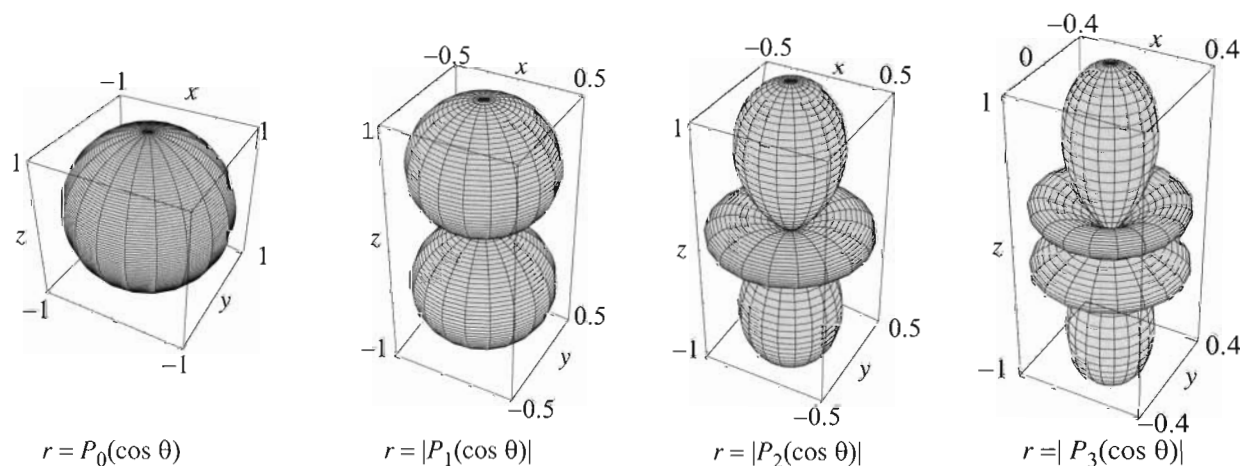 −1 x 1 1 z 1 −1 y −1
−0.5 x 0.5 1 z 0.5 −1 y −0.5
−0.5 x 0.5 1 z 0.5 −1 y −0.5
−0.4 x 0.4 0 1 z 0.4 −1 y −0.4
r = P₀(cos θ) r = |P₁(cos θ)| r = |P₂(cos θ)| r = | P₃(cos θ)|